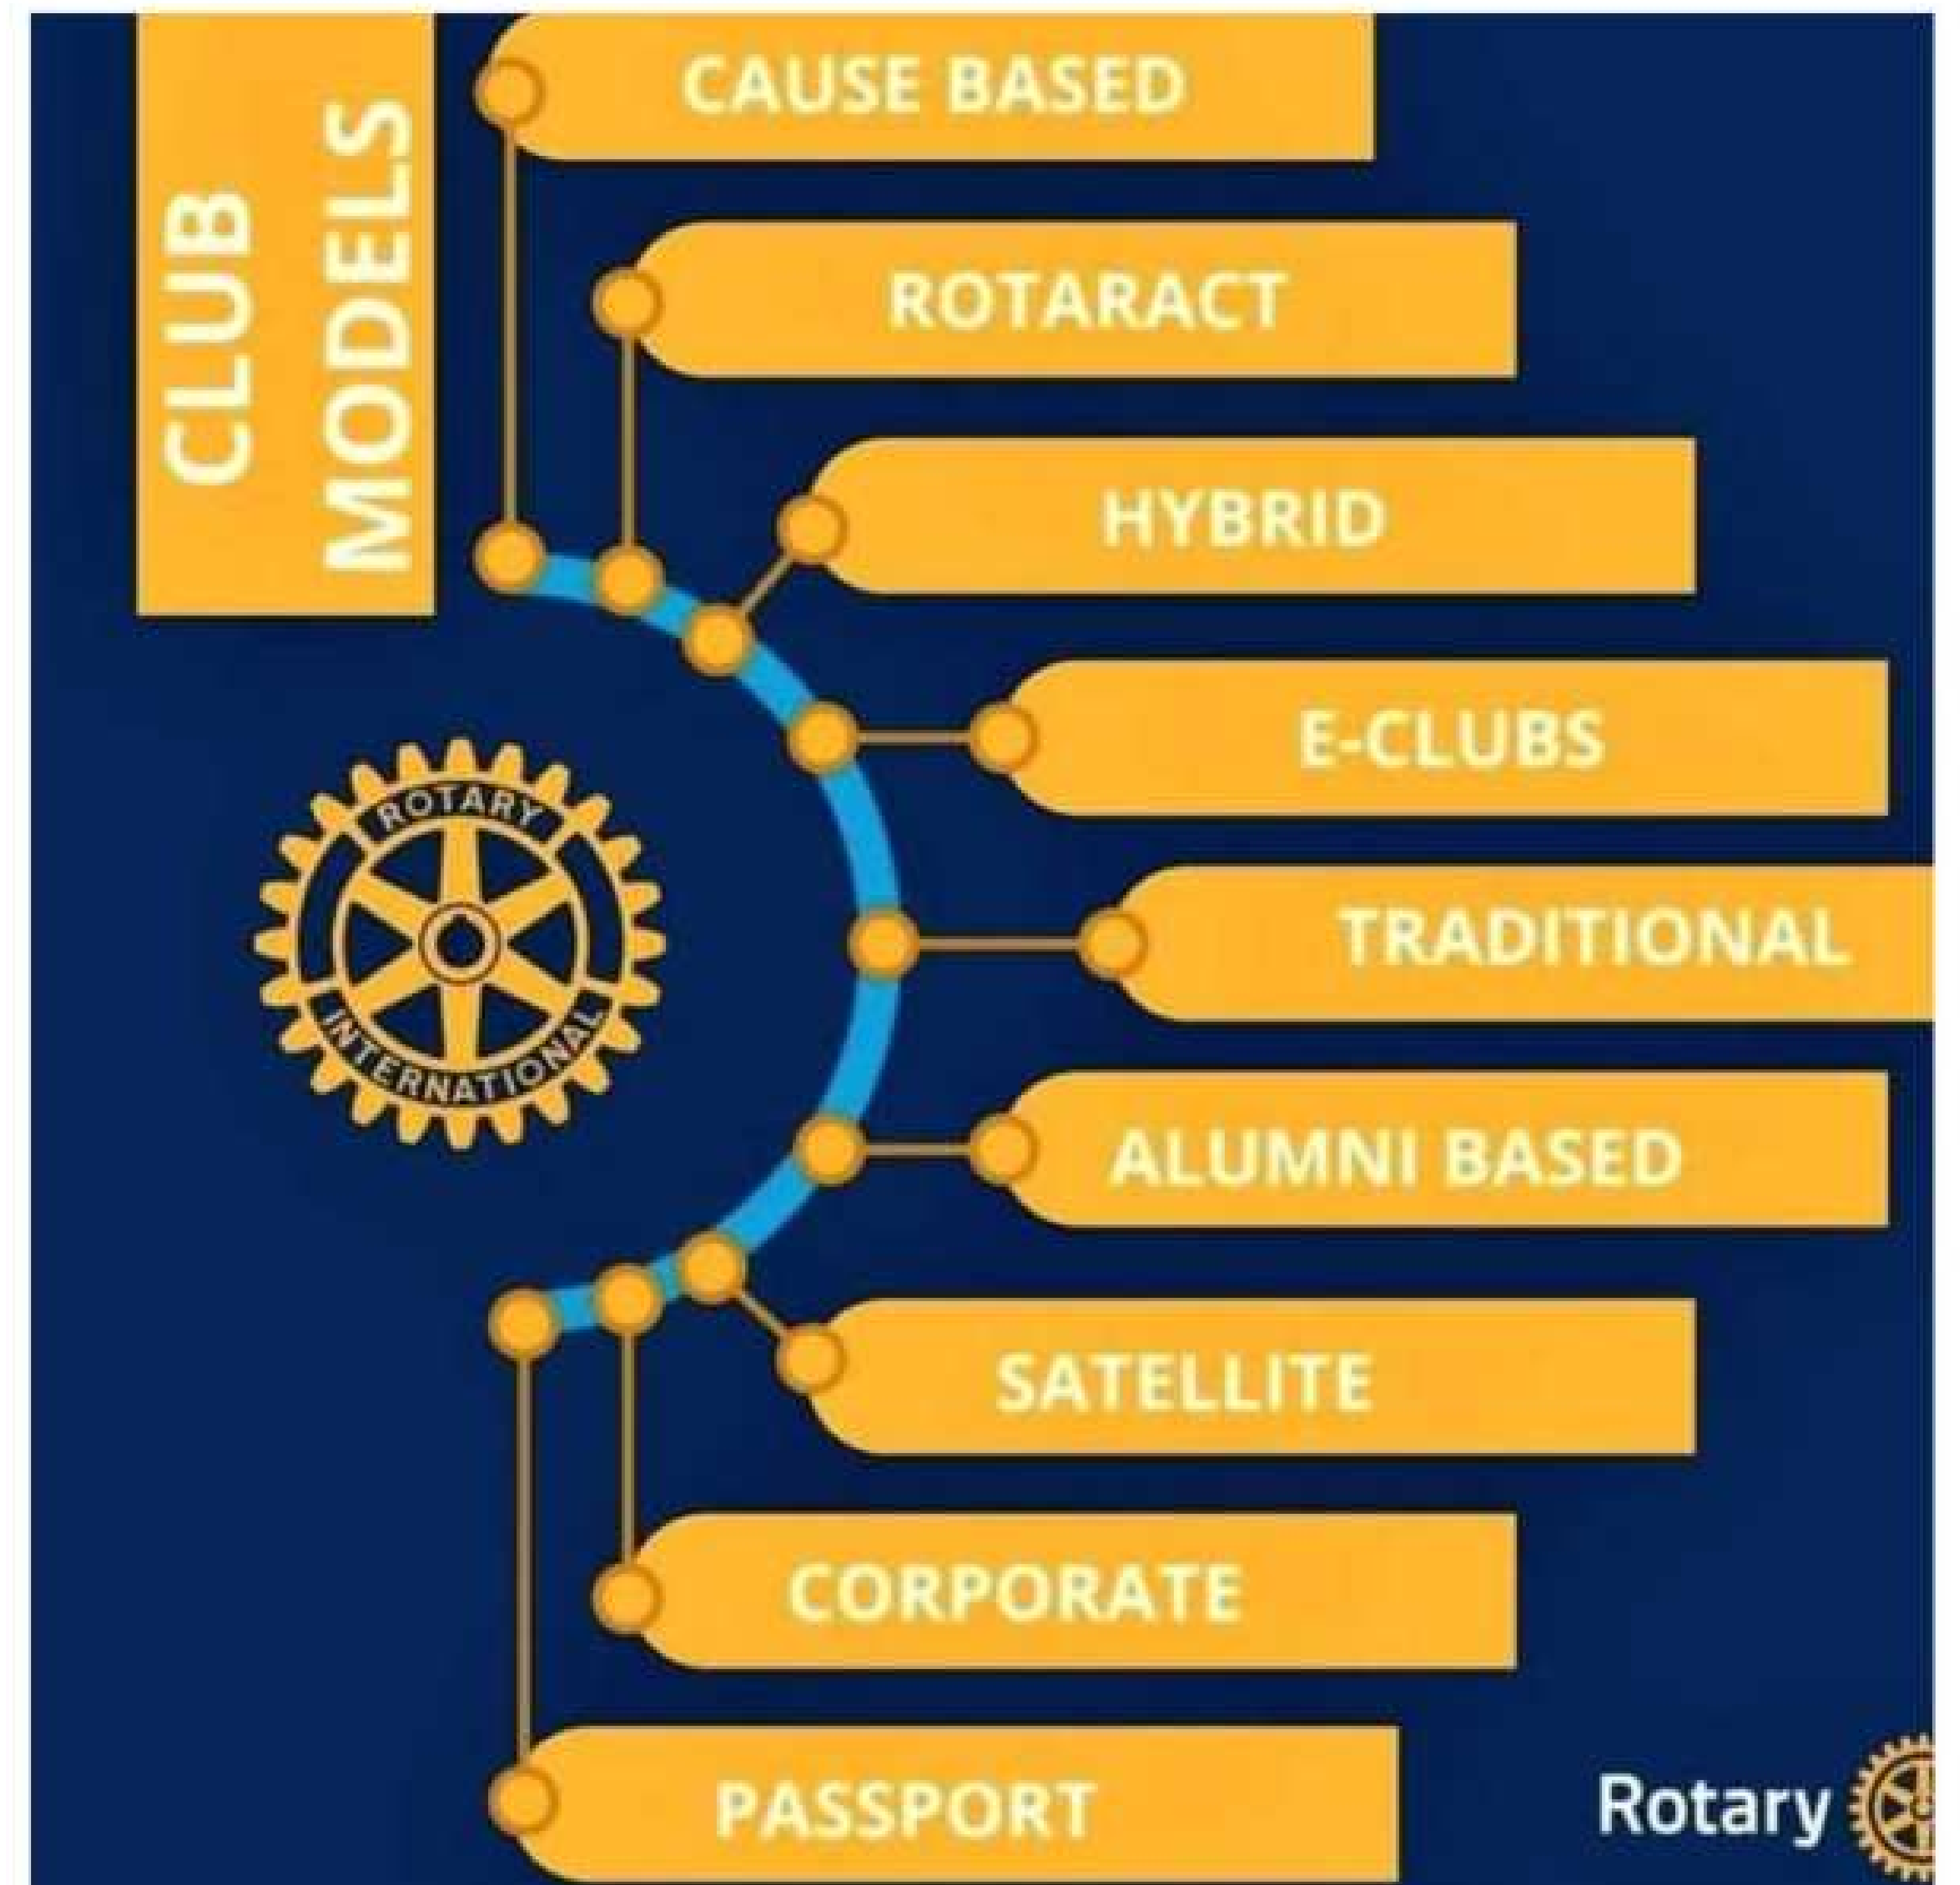 CLUB
MODELS
CAUSE BASED
ROTARACT
HYBRID
E-CLUBS
TRADITIONAL
ALUMNI BASED
SATELLITE
CORPORATE
PASSPORT
ROTARY
INTERNATIONAL
Rotary